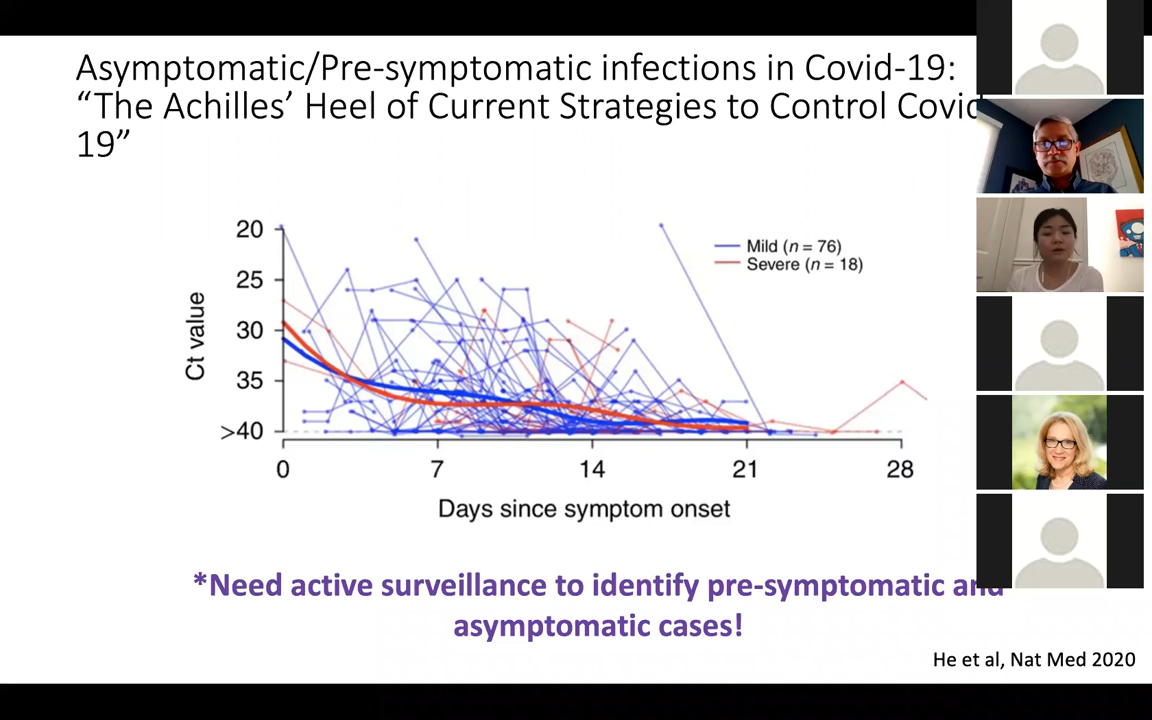 Asymptomatic/Pre-symptomatic infections in Covid-19:
“The Achilles’ Heel of Current Strategies to Control Covid
19”
20
25
30
35
>40
Ct value
Mild (n = 76)
Severe (n = 18)
0 7 14 21 28
Days since symptom onset
*Need active surveillance to identify pre-symptomatic and
asymptomatic cases!
He et al, Nat Med 2020